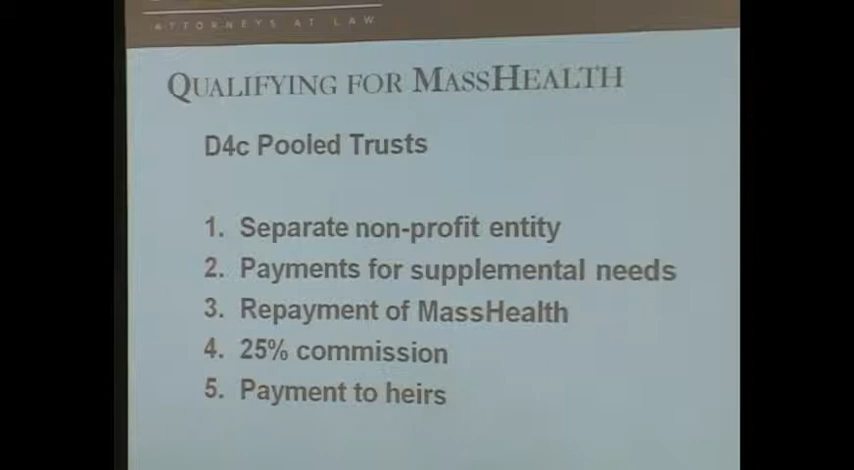 ATTORNEYS AT LAW
QUALIFYING FOR MASSHEALTH
D4c Pooled Trusts
1. Separate non-profit entity
2. Payments for supplemental needs
3. Repayment of MassHealth
4. 25% commission
5. Payment to heirs